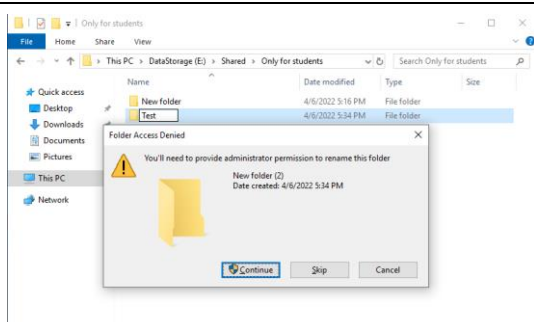 Only for students
File Home Share View
This PC > DataStorage (E:) > Shared > Only for students
Search Only for students
Name Date modified Type Size
Quick access
New folder 4/6/2022 5:16 PM File folder
Desktop
Test 4/6/2022 5:34 PM File folder
Downloads
Documents
Pictures
This PC
Network
Folder Access Denied
You'll need to provide administrator permission to rename this folder
New folder (2)
Date created: 4/6/2022 5:34 PM
Continue Skip Cancel